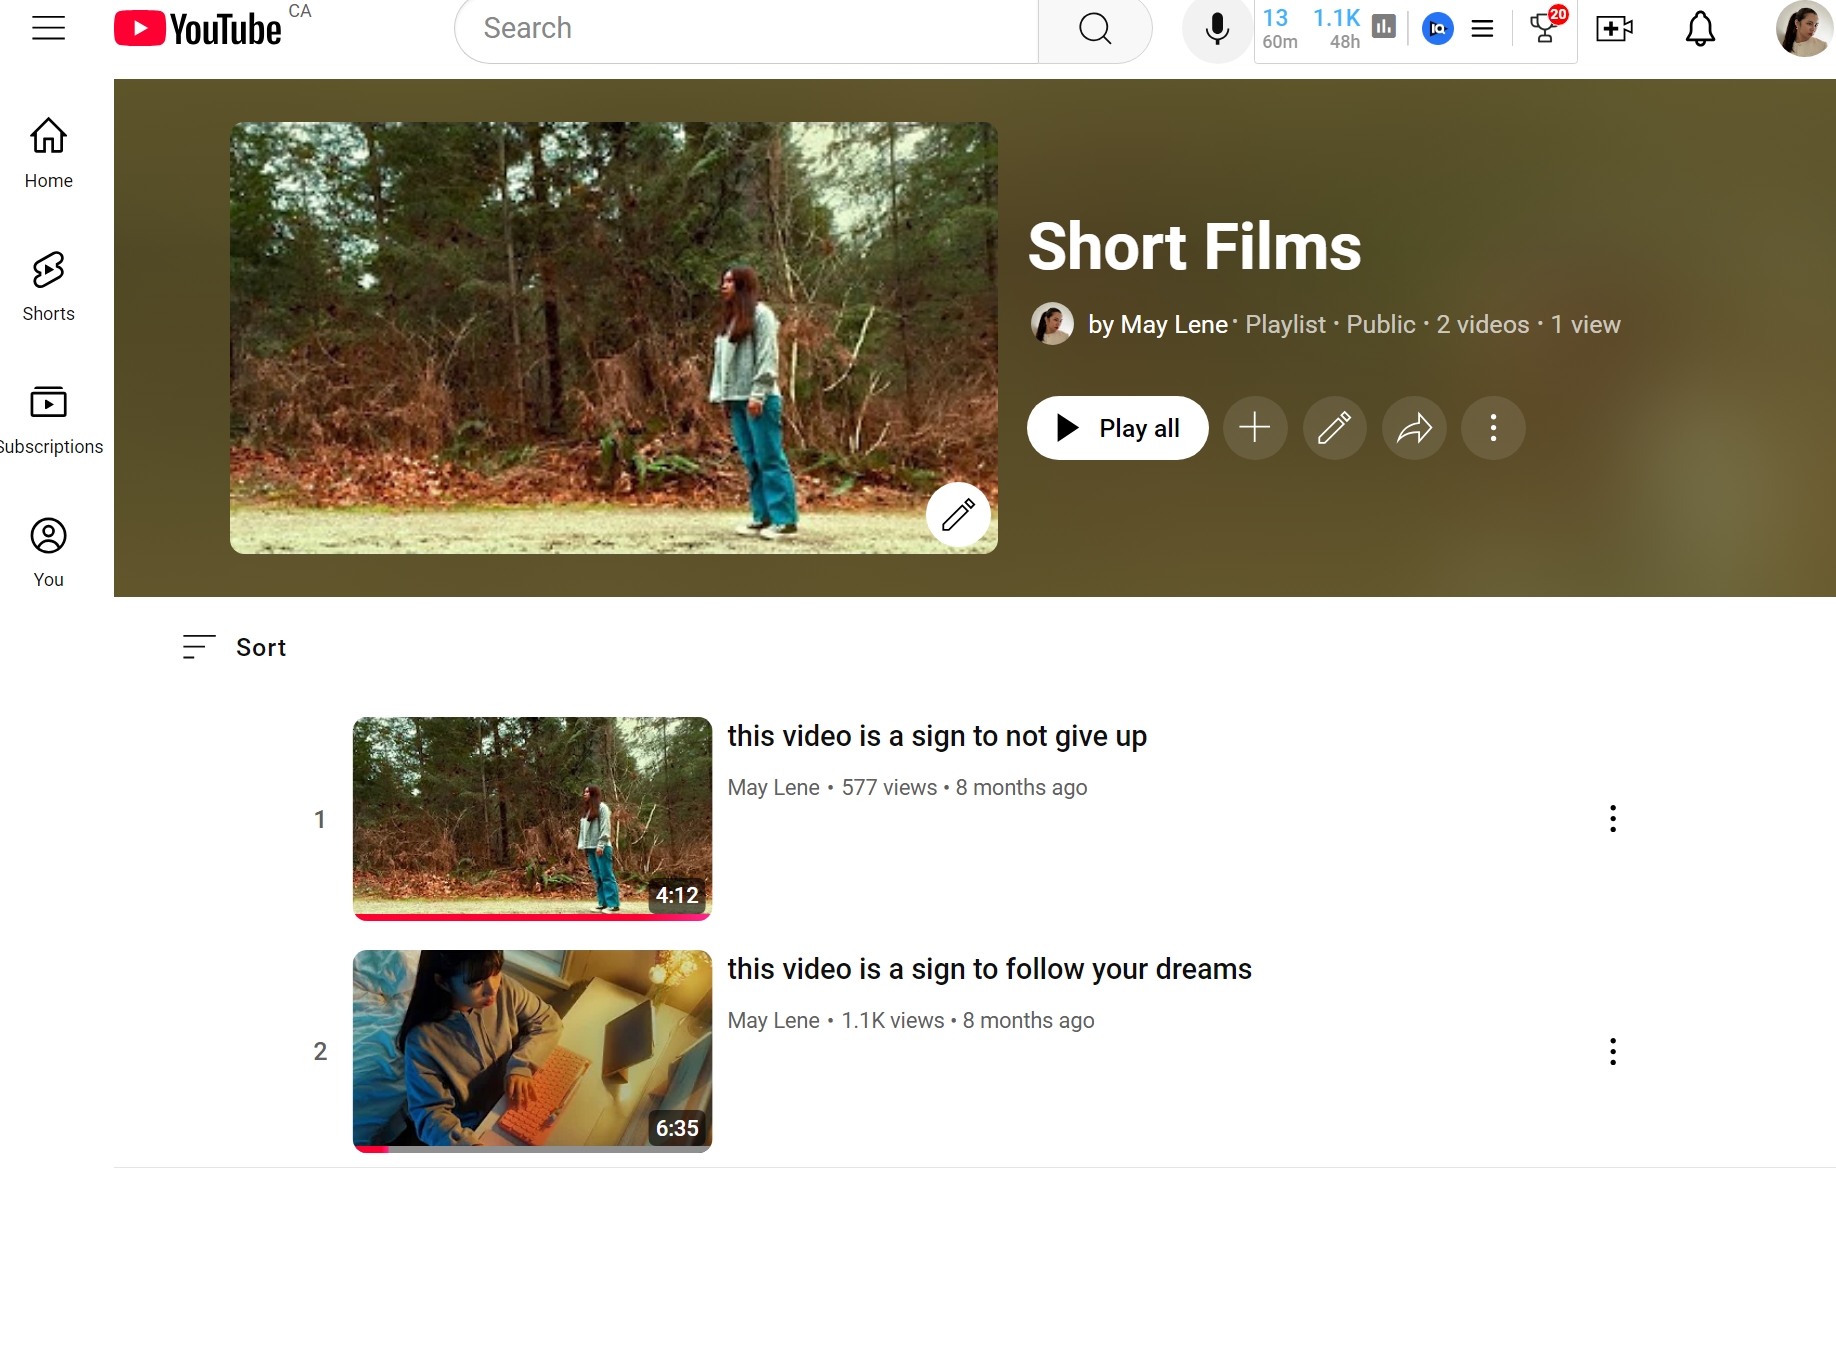 YouTube CA
Search
13 1.1K
60m 48h
20
Home
Shorts
Subscriptions
You
Short Films
by May Lene • Playlist • Public • 2 videos • 1 view
Play all
Sort
1
4:12
this video is a sign to not give up
May Lene • 577 views • 8 months ago
2
6:35
this video is a sign to follow your dreams
May Lene • 1.1K views • 8 months ago